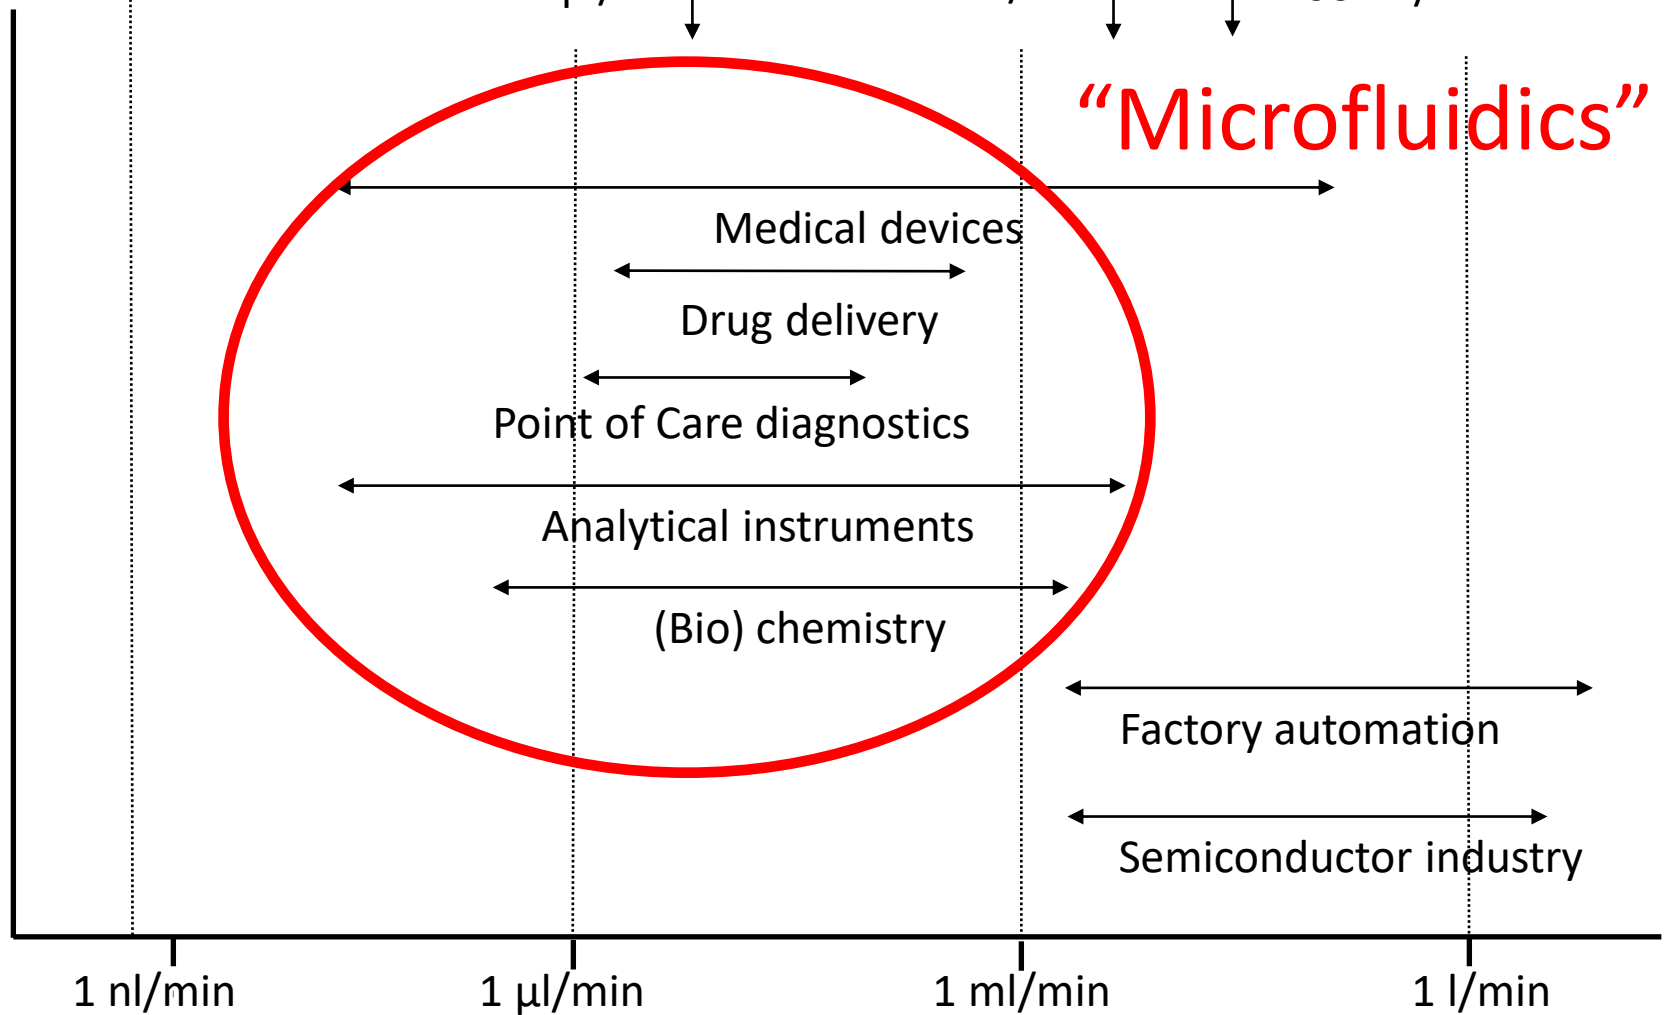 “Microfluidics”
Medical devices
Drug delivery
Point of Care diagnostics
Analytical instruments
(Bio) chemistry
Factory automation
Semiconductor industry
1 nl/min
1 µl/min
1 ml/min
1 l/min